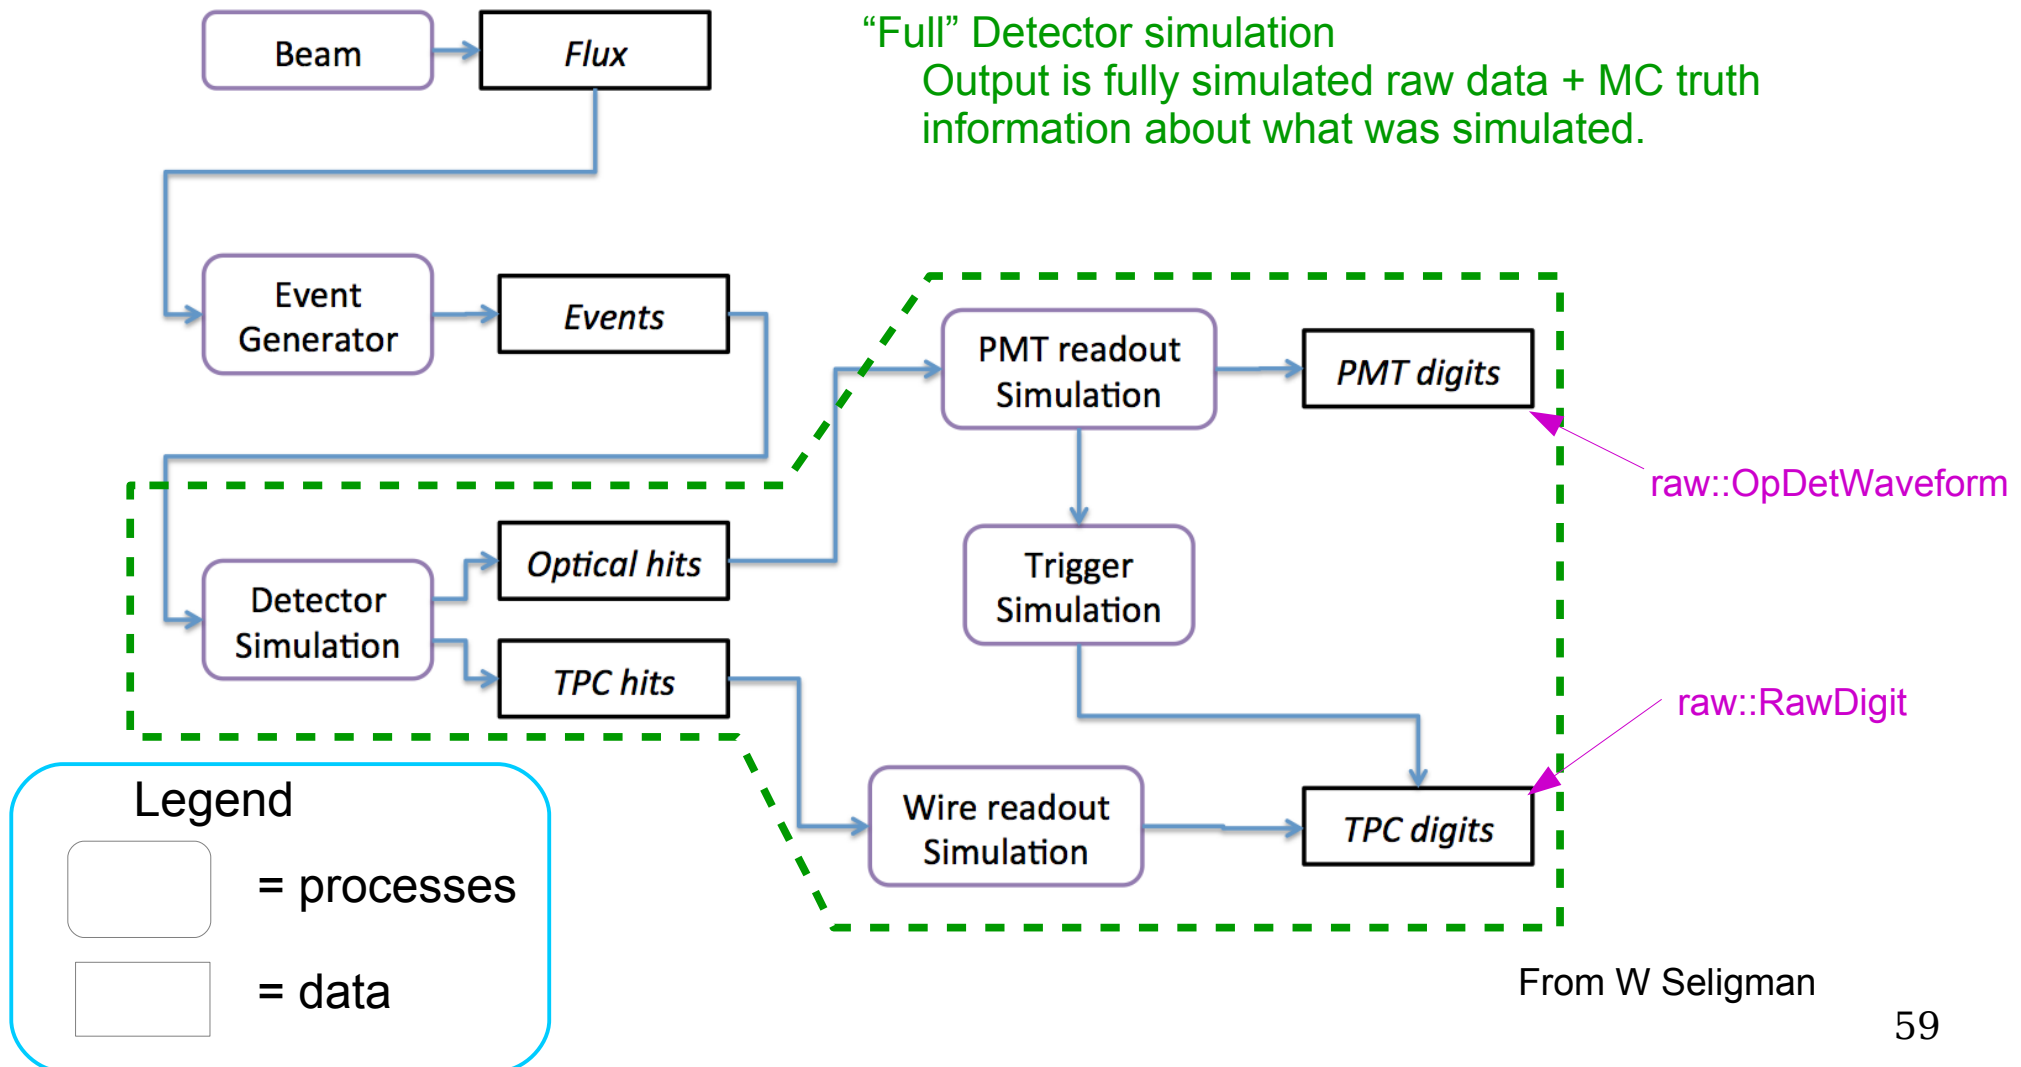 Beam
Flux
“Full” Detector simulation
Output is fully simulated raw data + MC truth
information about what was simulated.
Event
Generator
Events
PMT readout
Simulation
PMT digits
raw::OpDetWaveform
Optical hits
Trigger
Simulation
Detector
Simulation
TPC hits
raw::RawDigit
Wire readout
Simulation
TPC digits
Legend
= processes
= data
From W Seligman
59